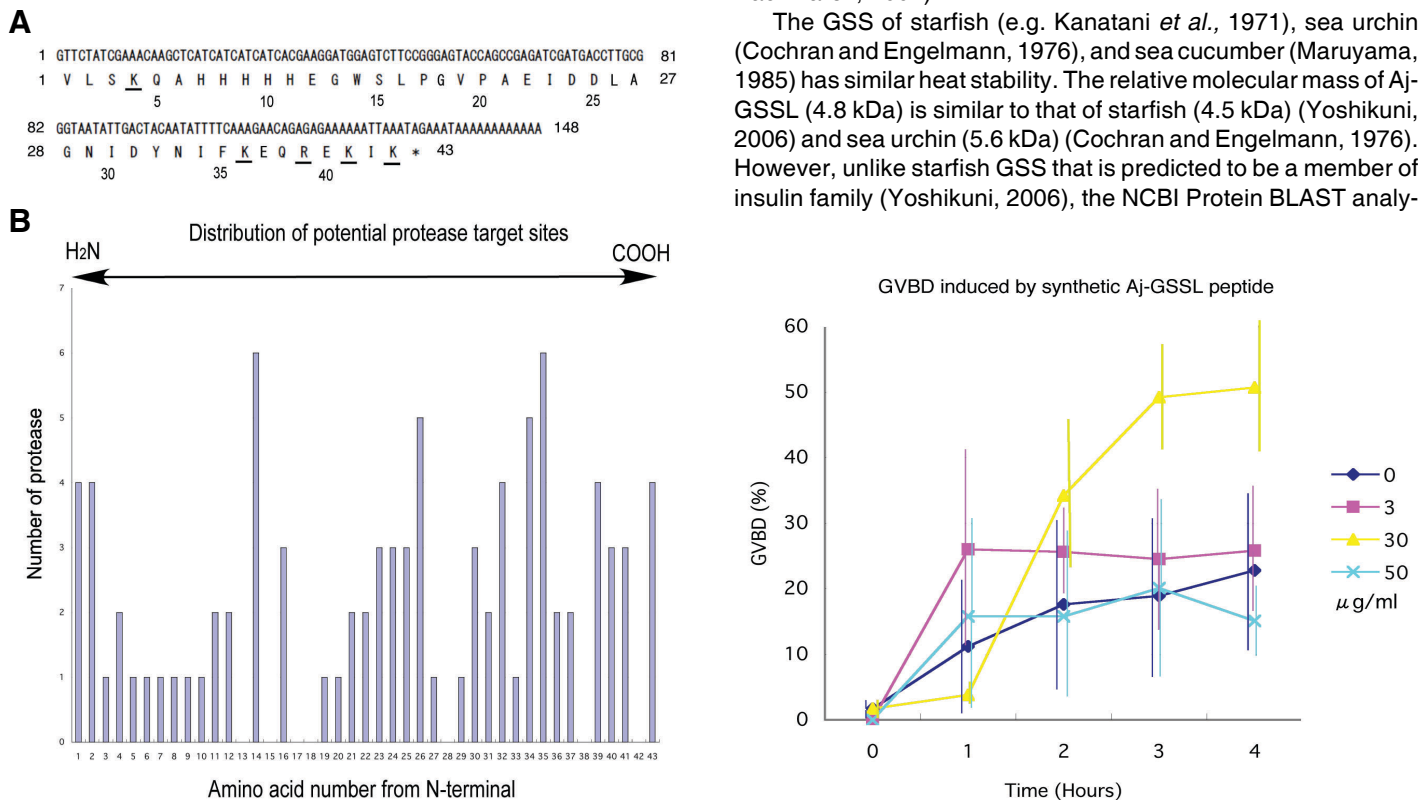 A
1 GTTCTATCGAAACAAGCTCATCATCATCATCACGAAGGATGGAGTCTTCCGGGAGTACCAGCCGAGATCGATGACCTTGCG 81
1 V L S K Q A H H H H H E G W S L P G V P A E I D D L A 27
5 10 15 20 25
82 GGTAATATTGACTACAATATTTTCAAAGAACAGAGAGAAAAAATTAAATAGAAATAAAAAAAAAAAAA 148
28 G N I D Y N I F K E Q R E K I K * 43
30 35 40
B
Distribution of potential protease target sites
H2N COOH
7
6
5
4
3
2
1
0
Number of protease
1 2 3 4 5 6 7 8 9 10 11 12 13 14 15 16 17 18 19 20 21 22 23 24 25 26 27 28 29 30 31 32 33 34 35 36 37 38 39 40 41 42 43
Amino acid number from N-terminal
The GSS of starfish (e.g. Kanatani et al., 1971), sea urchin
(Cochran and Engelmann, 1976), and sea cucumber (Maruyama,
1985) has similar heat stability. The relative molecular mass of Aj-
GSSL (4.8 kDa) is similar to that of starfish (4.5 kDa) (Yoshikuni,
2006) and sea urchin (5.6 kDa) (Cochran and Engelmann, 1976).
However, unlike starfish GSS that is predicted to be a member of
insulin family (Yoshikuni, 2006), the NCBI Protein BLAST analy-
GVBD induced by synthetic Aj-GSSL peptide
60
50
40
30
20
10
0
GVBD (%)
0 1 2 3 4
Time (Hours)
0
3
30
50
μg/ml